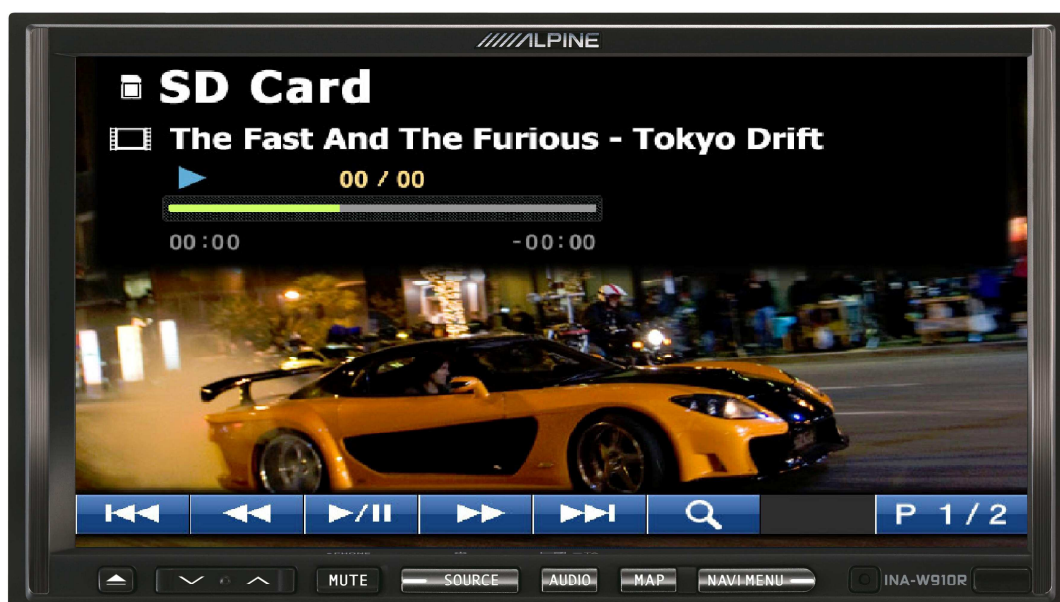 ALPINE
SD Card
The Fast And The Furious - Tokyo Drift
00 / 00
00:00 -00:00
P 1/2
MUTE SOURCE AUDIO MAP NAVI MENU INA-W910R